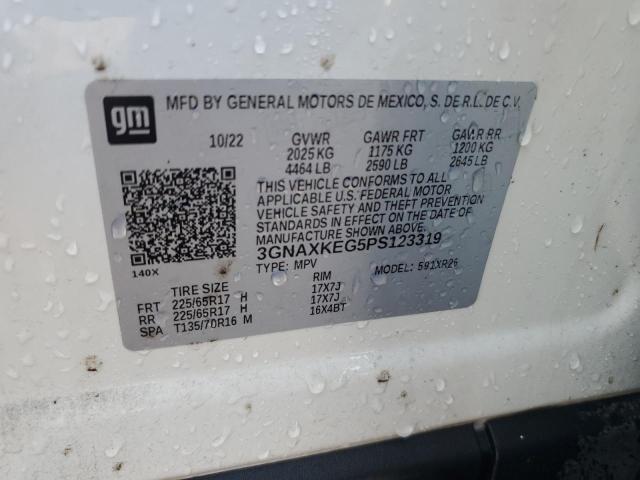 gm
MFD BY GENERAL MOTORS DE MEXICO, S. DE R.L. DE C.V.
10/22 GVWR GAWR FRT GAWR RR
2025 KG 1175 KG 1200 KG
4464 LB 2590 LB 2645 LB
THIS VEHICLE CONFORMS TO ALL
APPLICABLE U.S. FEDERAL MOTOR
VEHICLE SAFETY AND THEFT PREVENTION
STANDARDS IN EFFECT ON THE DATE OF
MANUFACTURE SHOWN ABOVE.
3GNAXKEG5PS123319
140X TYPE: MPV MODEL: 591XR26
TIRE SIZE RIM
FRT 225/65R17 H 17X7J
RR 225/65R17 H 17X7J
SPA T135/70R16 M 16X4BT